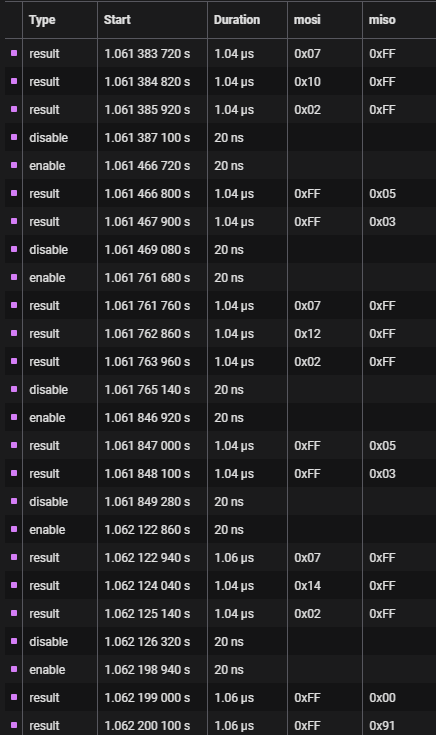 Type Start Duration mosi miso
result 1.061 383 720 s 1.04 µs 0x07 0xFF
result 1.061 384 820 s 1.04 µs 0x10 0xFF
result 1.061 385 920 s 1.04 µs 0x02 0xFF
disable 1.061 387 100 s 20 ns
enable 1.061 466 720 s 20 ns
result 1.061 466 800 s 1.04 µs 0xFF 0x05
result 1.061 467 900 s 1.04 µs 0xFF 0x03
disable 1.061 469 080 s 20 ns
enable 1.061 761 680 s 20 ns
result 1.061 761 760 s 1.04 µs 0x07 0xFF
result 1.061 762 860 s 1.04 µs 0x12 0xFF
result 1.061 763 960 s 1.04 µs 0x02 0xFF
disable 1.061 765 140 s 20 ns
enable 1.061 846 920 s 20 ns
result 1.061 847 000 s 1.04 µs 0xFF 0x05
result 1.061 848 100 s 1.04 µs 0xFF 0x03
disable 1.061 849 280 s 20 ns
enable 1.062 122 860 s 20 ns
result 1.062 122 940 s 1.06 µs 0x07 0xFF
result 1.062 124 040 s 1.04 µs 0x14 0xFF
result 1.062 125 140 s 1.04 µs 0x02 0xFF
disable 1.062 126 320 s 20 ns
enable 1.062 198 940 s 20 ns
result 1.062 199 000 s 1.06 µs 0xFF 0x00
result 1.062 200 100 s 1.06 µs 0xFF 0x91